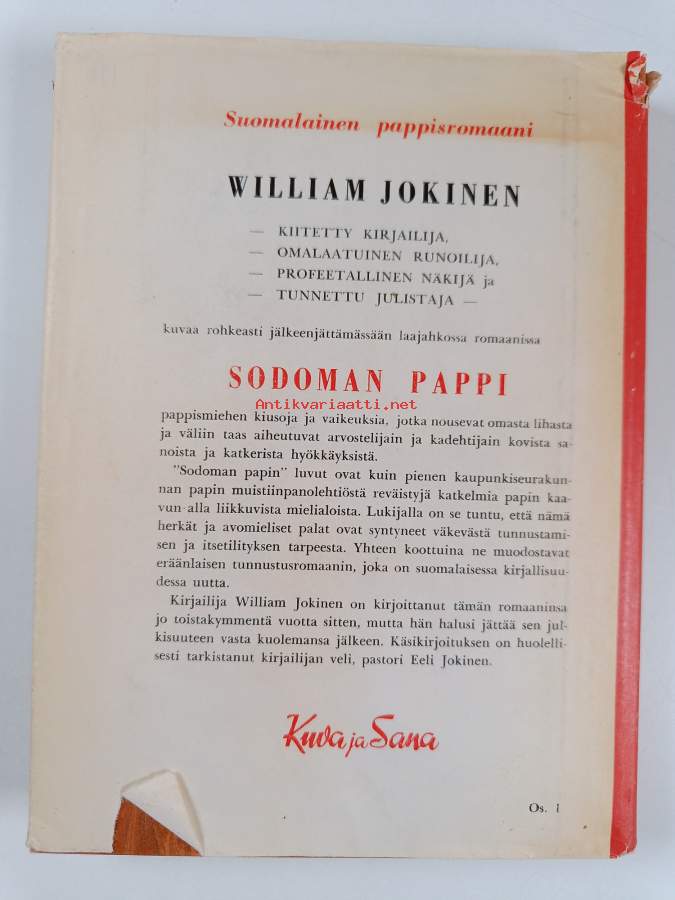 Suomalainen pappisromaani
WILLIAM JOKINEN
— KIITETTY KIRJAILIJA,
— OMALAATUINEN RUNOILIJA,
— PROFEETALLINEN NÄKIJÄ ja
— TUNNETTU JULISTAJA —
kuvaa rohkeasti jälkeenjättämässään laajahkossa romaanissa
SODOMAN PAPPI
Antikvariaatti.net
pappismiehen kiusoja ja vaikeuksia, jotka nousevat omasta lihasta
ja väliin taas aiheutuvat arvostelijain ja kadehtijain kovista sa-
noista ja katkerista hyökkäyksistä.
"Sodoman papin" luvut ovat kuin pienen kaupunkiseurakun-
nan papin muistiinpanolehtiöstä reväistyjä katkelmia papin kaa-
vun alla liikkuvista mielialoista. Lukijalla on se tuntu, että nämä
herkät ja avomieliset palat ovat syntyneet väkevästä tunnustami-
sen ja itsetilityksen tarpeesta. Yhteen koottuina ne muodostavat
eräänlaisen tunnustusromaanin, joka on suomalaisessa kirjallisuu-
dessa uutta.
Kirjailija William Jokinen on kirjoittanut tämän romaaninsa
jo toistakymmentä vuotta sitten, mutta hän halusi jättää sen jul-
kisuuteen vasta kuolemansa jälkeen. Käsikirjoituksen on huolelli-
sesti tarkistanut kirjailijan veli, pastori Eeli Jokinen.
Kuva ja Sana
Os. 1